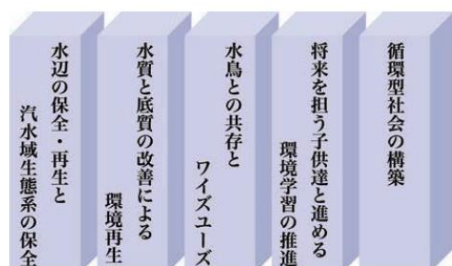 水辺の保全・再生と
汽水域生態系の保全
水質と底質の改善による
環境再生
水鳥との共存と
ワイズユーズ
将来を担う子供達と進める
環境学習の推進
循環型社会の構築